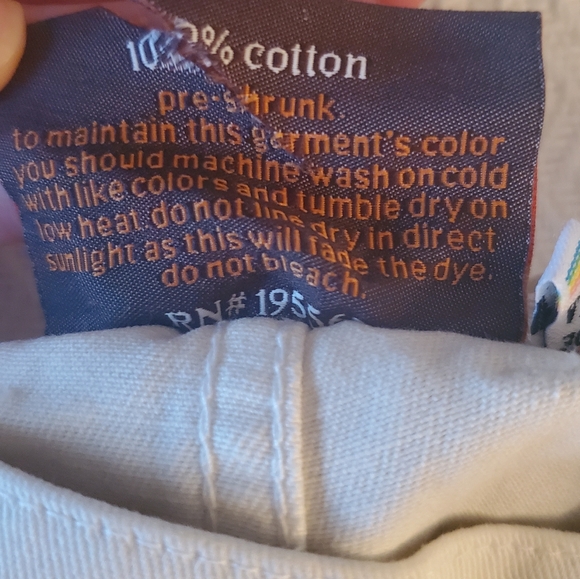 100% cotton
pre-shrunk.
to maintain this garment's color
you should machine wash on cold
with like colors and tumble dry on
low heat do not line dry in direct
sunlight as this will fade the dye.
do not bleach.
RN#